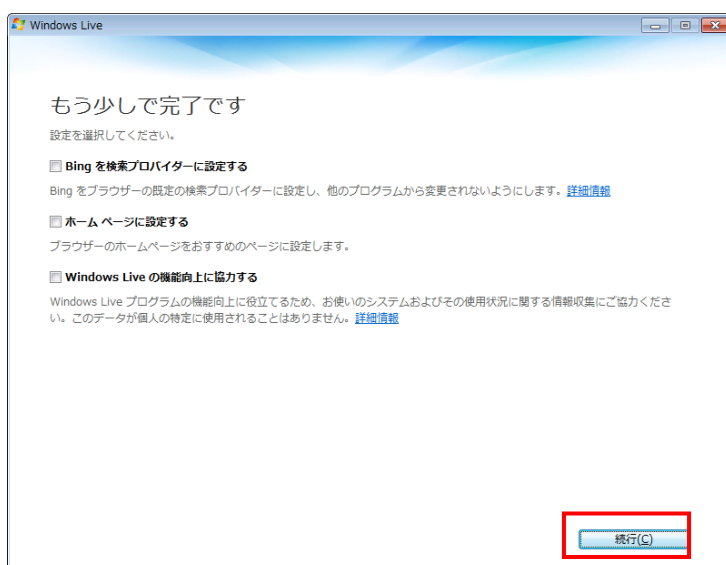 Windows Live
もう少しで完了です
設定を選択してください。
Bing を検索プロバイダーに設定する
Bing をブラウザーの既定の検索プロバイダーに設定し、他のプログラムから変更されないようにします。詳細情報
ホーム ページに設定する
ブラウザーのホームページをおすすめのページに設定します。
Windows Live の機能向上に協力する
Windows Live プログラムの機能向上に役立てるため、お使いのシステムおよびその使用状況に関する情報収集にご協力くださ
い。このデータが個人の特定に使用されることはありません。詳細情報
続行(C)